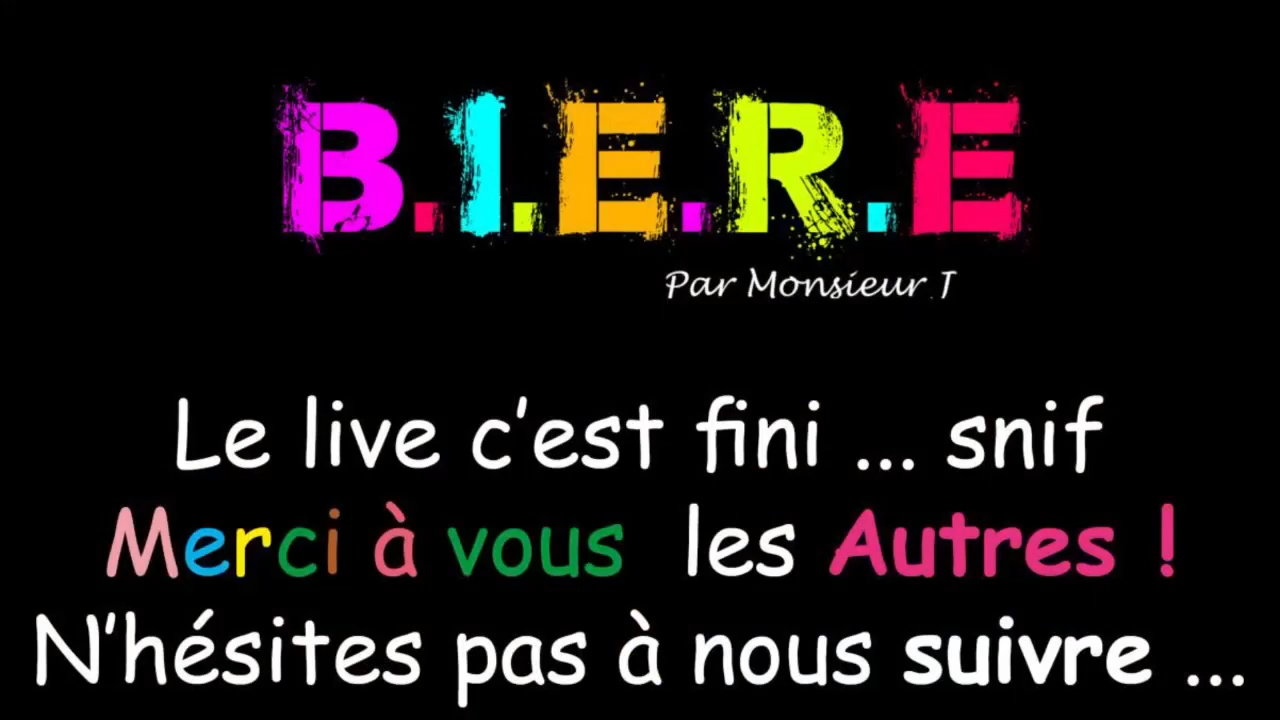 B.I.E.R.E
Par Monsieur T
Le live c’est fini ... snif
Merci à vous les Autres !
N’hésites pas à nous suivre ...